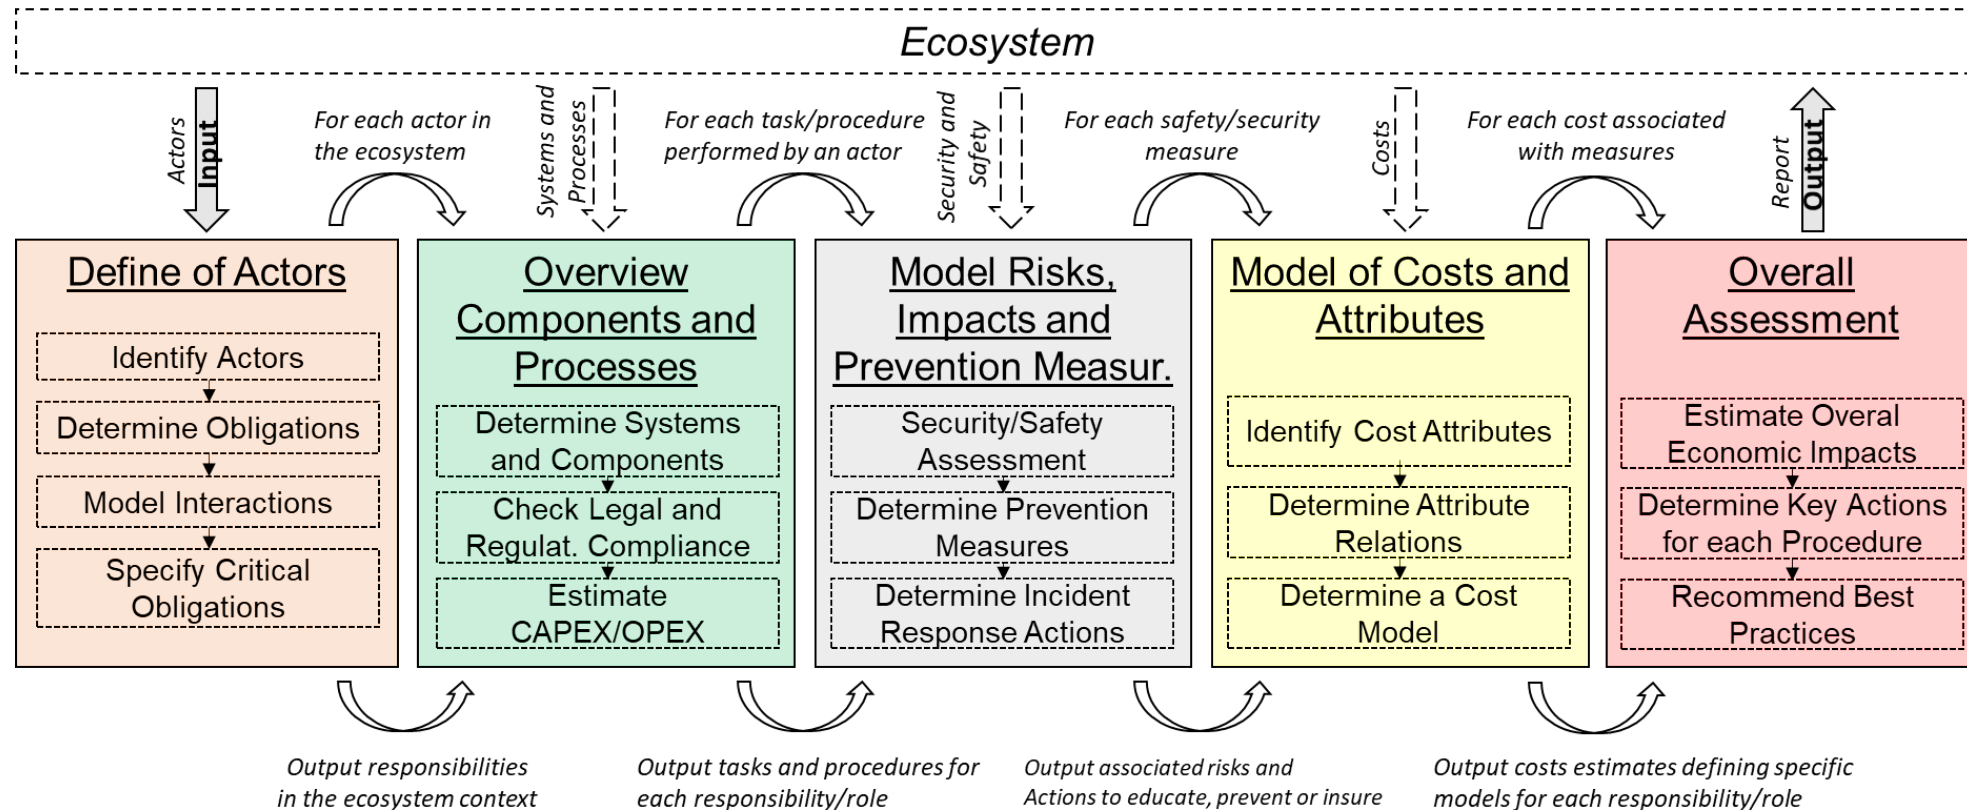 Ecosystem
Actors
Input
For each actor in
the ecosystem
Systems and
Processes
For each task/procedure
performed by an actor
Security and
Safety
For each safety/security
measure
Costs
For each cost associated
with measures
Report
Output
Define of Actors
Identify Actors
Determine Obligations
Model Interactions
Specify Critical
Obligations
Overview
Components and
Processes
Determine Systems
and Components
Check Legal and
Regulat. Compliance
Estimate
CAPEX/OPEX
Model Risks,
Impacts and
Prevention Measur.
Security/Safety
Assessment
Determine Prevention
Measures
Determine Incident
Response Actions
Model of Costs and
Attributes
Identify Cost Attributes
Determine Attribute
Relations
Determine a Cost
Model
Overall
Assessment
Estimate Overal
Economic Impacts
Determine Key Actions
for each Procedure
Recommend Best
Practices
Output responsibilities
in the ecosystem context
Output tasks and procedures for
each responsibility/role
Output associated risks and
Actions to educate, prevent or insure
Output costs estimates defining specific
models for each responsibility/role